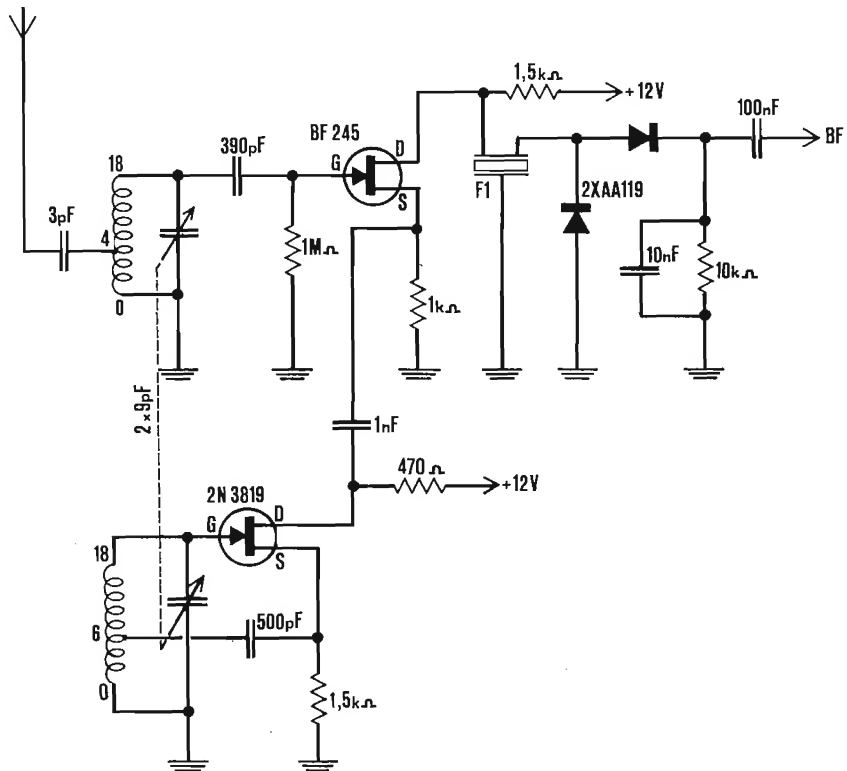 1,5kΩ
+12V
100nF
BF
BF 245
390pF
D
G
S
F1
2XAA119
18
3pF
4
0
1MΩ
1kΩ
10nF
10kΩ
2×9pF
1nF
470Ω
+12V
2N 3819
D
G
S
18
6
500pF
0
1,5kΩ